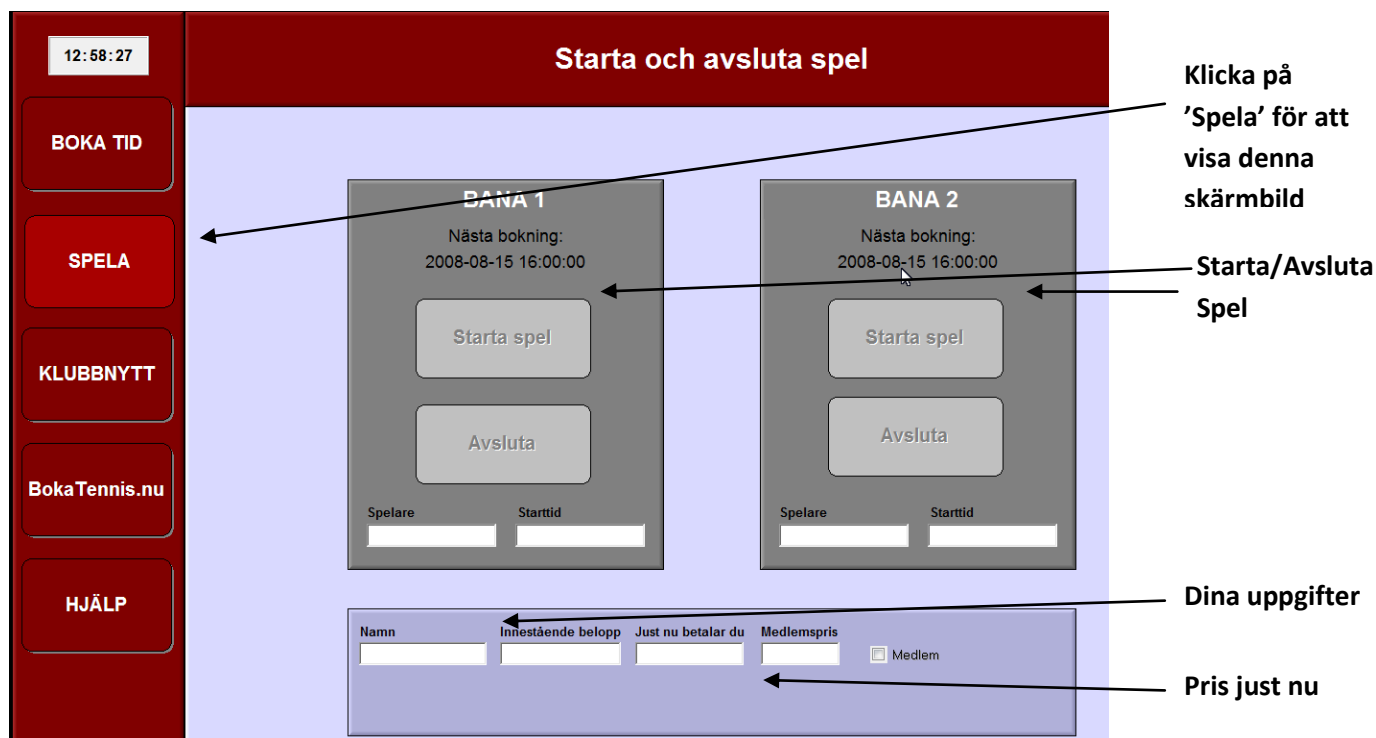 12:58:27
Starta och avsluta spel
BOKA TID
SPELA
KLUBBNYTT
BokaTennis.nu
HJÄLP
BANA 1
Nästa bokning:
2008-08-15 16:00:00
Starta spel
Avsluta
Spelare Starttid
BANA 2
Nästa bokning:
2008-08-15 16:00:00
Starta spel
Avsluta
Spelare Starttid
Namn Innestående belopp Just nu betalar du Medlemspris
Medlem
Klicka på
’Spela’ för att
visa denna
skärmbild
Starta/Avsluta
Spel
Dina uppgifter
Pris just nu